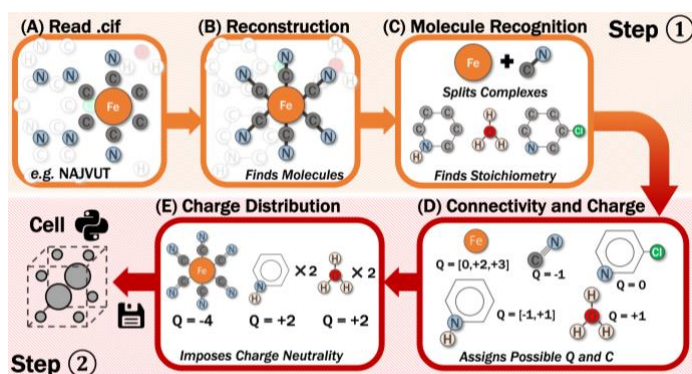 (A) Read .cif
(B) Reconstruction
(C) Molecule Recognition
Step ①
N
N
N
N
N
N
C
C
C
C
C
C
Fe
H
e.g. NAJVUT
N
N
N
N
N
N
C
C
C
C
C
C
Fe
H
Finds Molecules
Fe
+
C
N
Splits Complexes
C
C
C
C
C
N
H
H
O
H
H
C
C
C
C
C
N
Cl
Finds Stoichiometry
(E) Charge Distribution
(D) Connectivity and Charge
Cell
N
N
N
N
N
N
C
C
C
C
C
C
Fe
N
H
×2
H
O
H
H
×2
Q = -4
Q = +2
Q = +2
Imposes Charge Neutrality
Fe
Q = [0,+2,+3]
C
N
Q = -1
N
Cl
Q = 0
N
H
Q = [-1,+1]
H
O
H
H
Q = +1
Assigns Possible Q and C
Step ②